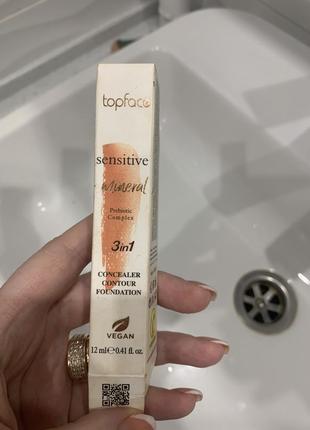 topface
sensitive
mineral
Prebiotic
Complex
3in1
CONCEALER
CONTOUR
FOUNDATION
VEGAN
12 ml ℮ 0.41 fl. oz.